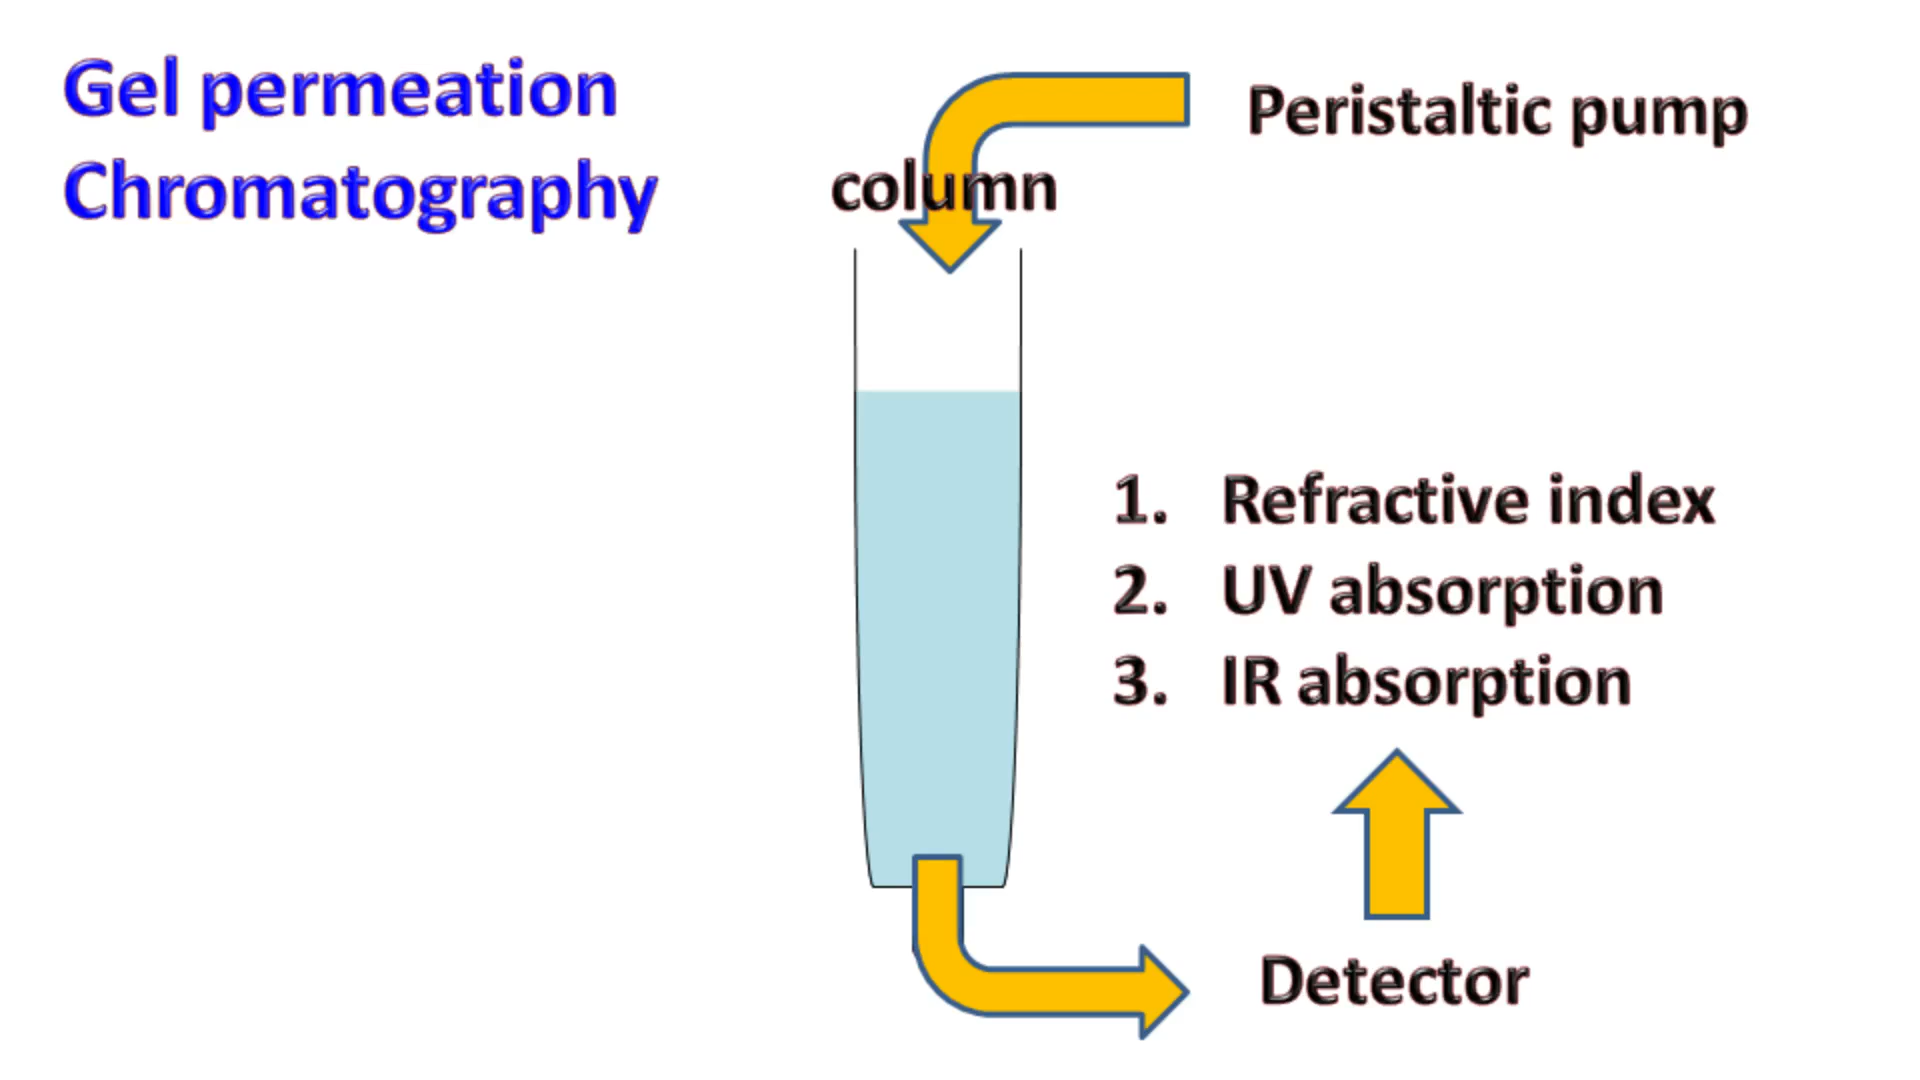 Gel permeation
Chromatography
Peristaltic pump
column
1. Refractive index
2. UV absorption
3. IR absorption
Detector